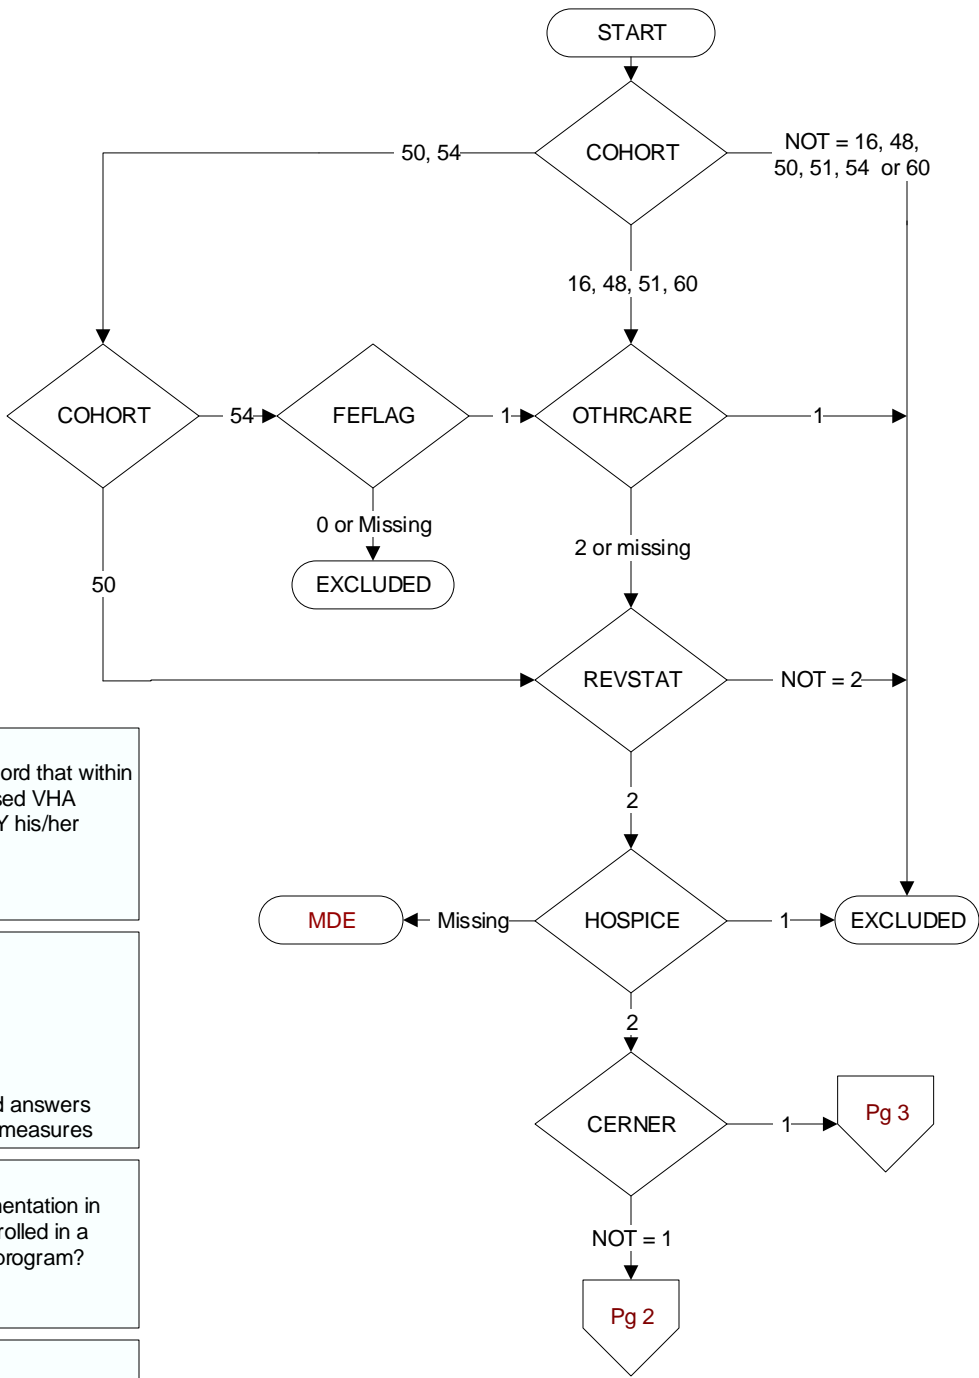 START
COHORT
50, 54
NOT = 16, 48,
50, 51, 54 or 60
16, 48, 51, 60
COHORT
54
FEFLAG
1
OTHRCARE
1
0 or Missing
EXCLUDED
2 or missing
50
REVSTAT
NOT = 2
2
MDE
Missing
HOSPICE
1
EXCLUDED
2
CERNER
1
Pg 3
NOT = 1
Pg 2
ord that within
sed VHA
Y his/her
d answers
measures
nentation in
rolled in a
program?